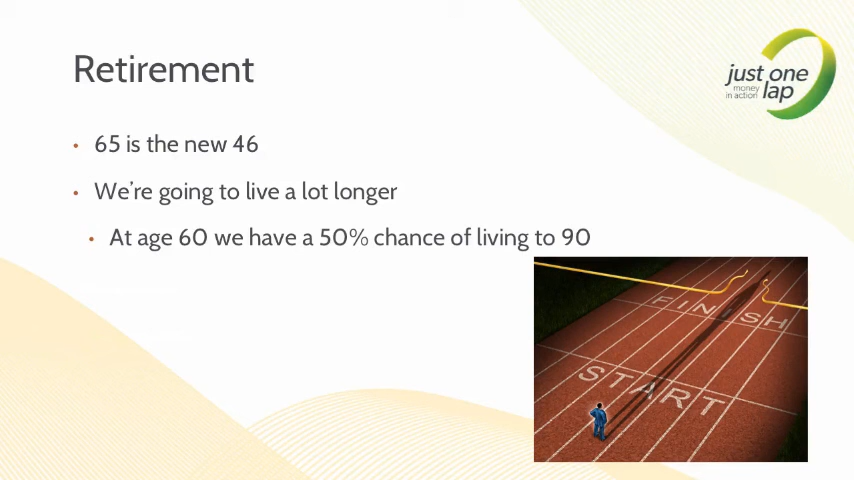 Retirement
just one
money
in action
lap
• 65 is the new 46
• We're going to live a lot longer
• At age 60 we have a 50% chance of living to 90
FINISH
START